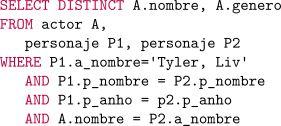 SELECT DISTINCT A.nombre, A.genero
FROM actor A,
personaje P1, personaje P2
WHERE P1.a_nombre='Tyler, Liv'
AND P1.p_nombre = P2.p_nombre
AND P1.p_anho = p2.p_anho
AND A.nombre = P2.a_nombre